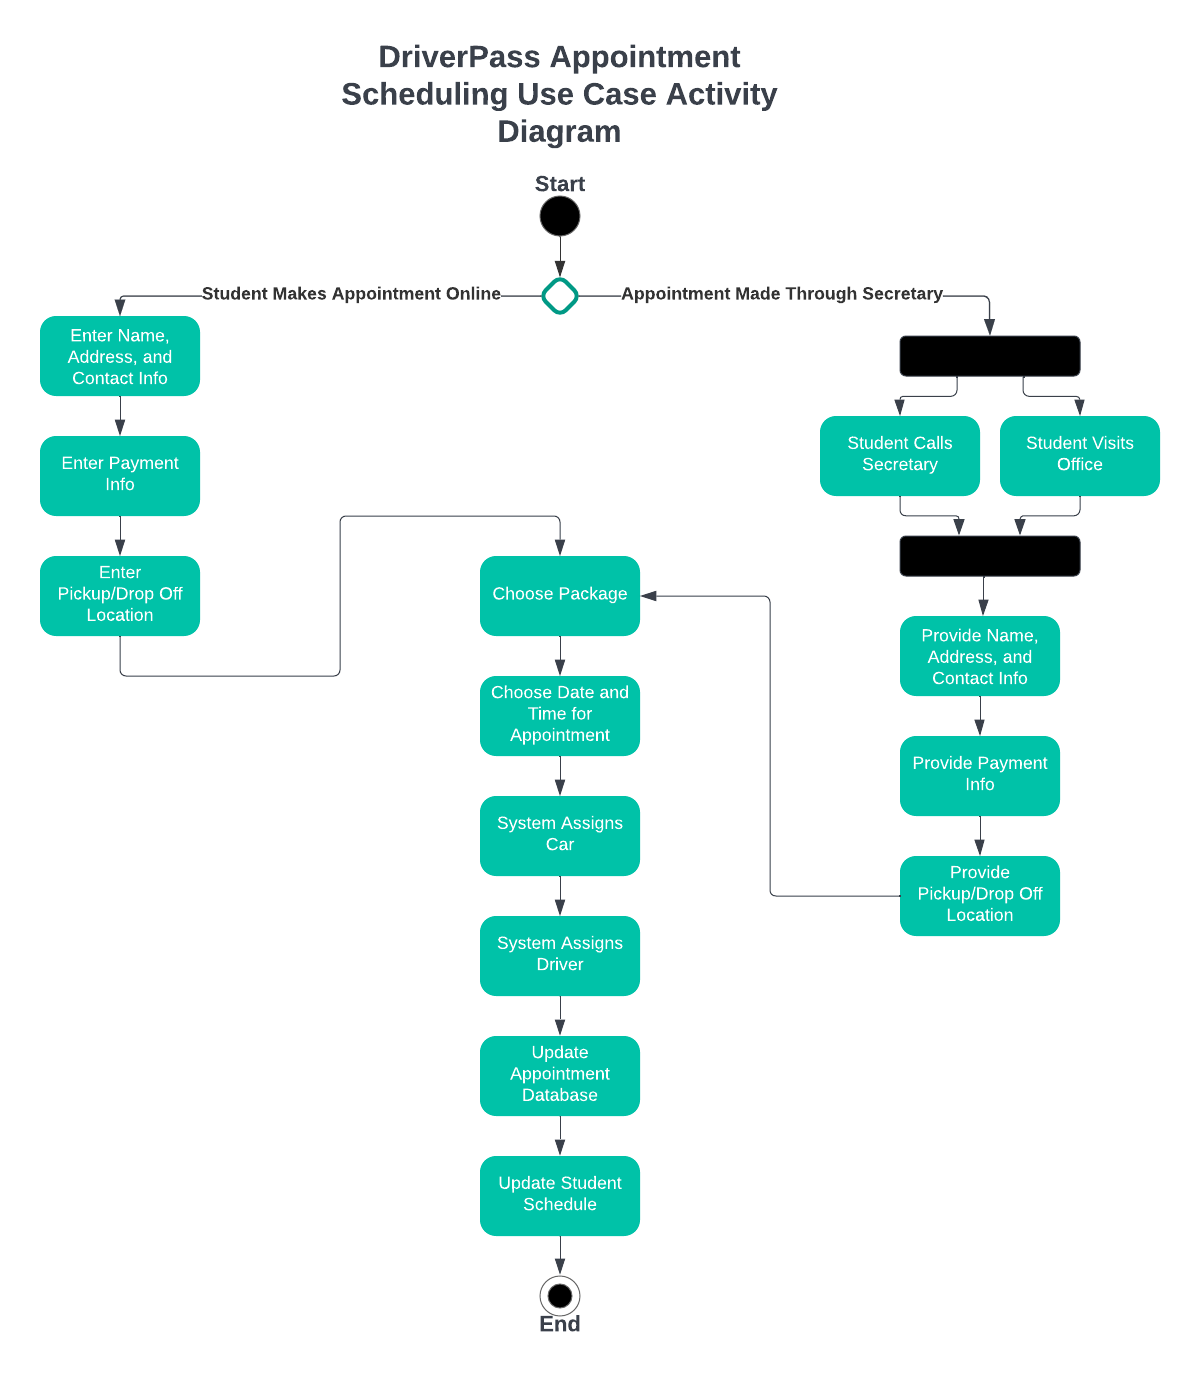 DriverPass Appointment
Scheduling Use Case Activity
Diagram
Start
Student Makes Appointment Online
Appointment Made Through Secretary
Enter Name,
Address, and
Contact Info
Enter Payment
Info
Enter
Pickup/Drop Off
Location
Student Calls
Secretary
Student Visits
Office
Provide Name,
Address, and
Contact Info
Provide Payment
Info
Provide
Pickup/Drop Off
Location
Choose Package
Choose Date and
Time for
Appointment
System Assigns
Car
System Assigns
Driver
Update
Appointment
Database
Update Student
Schedule
End